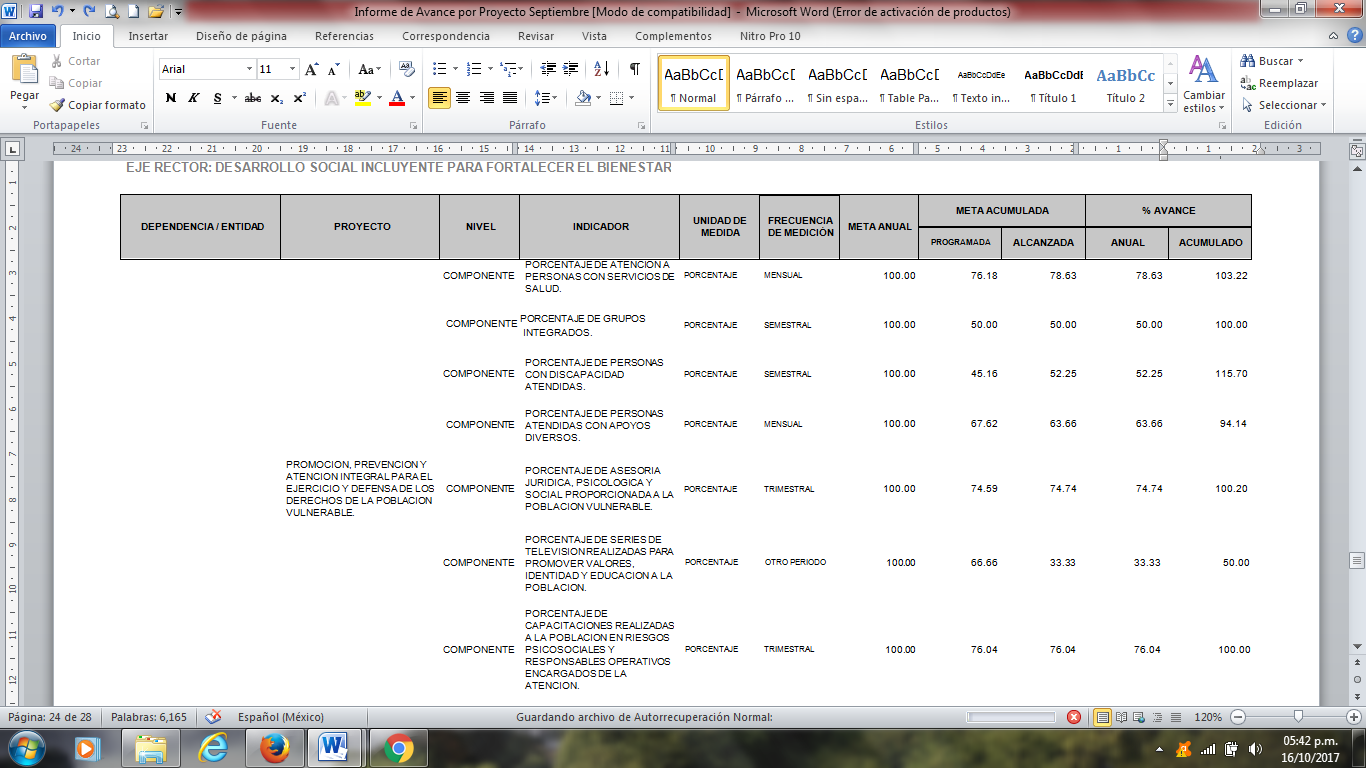 Informe de Avance por Proyecto Septiembre [Modo de compatibilidad] - Microsoft Word (Error de activación de productos)
Archivo Inicio Insertar Diseño de página Referencias Correspondencia Revisar Vista Complementos Nitro Pro 10
Pegar
Cortar
Copiar
Copiar formato
Portapapeles
Arial 11
N K S abc x₂ x²
Fuente
Párrafo
AaBbCcI AaBbCcI AaBbCcI AaBbCcI AaBbCcDdEe AaBbCcDdE AaBbCc
¶ Normal ¶ Párrafo ... ¶ Sin espa... ¶ Table Pa... ¶ Texto in... ¶ Título 1 Título 2
Cambiar estilos
Estilos
Buscar
Reemplazar
Seleccionar
Edición
EJE RECTOR: DESARROLLO SOCIAL INCLUYENTE PARA FORTALECER EL BIENESTAR
DEPENDENCIA / ENTIDAD PROYECTO NIVEL INDICADOR UNIDAD DE MEDIDA FRECUENCIA DE MEDICIÓN META ANUAL META ACUMULADA % AVANCE
PROGRAMADA ALCANZADA ANUAL ACUMULADO
COMPONENTE
PORCENTAJE DE ATENCION A
PERSONAS CON SERVICIOS DE
SALUD.
PORCENTAJE MENSUAL 100.00 76.18 78.63 78.63 103.22
COMPONENTE
PORCENTAJE DE GRUPOS
INTEGRADOS.
PORCENTAJE SEMESTRAL 100.00 50.00 50.00 50.00 100.00
COMPONENTE
PORCENTAJE DE PERSONAS
CON DISCAPACIDAD
ATENDIDAS.
PORCENTAJE SEMESTRAL 100.00 45.16 52.25 52.25 115.70
COMPONENTE
PORCENTAJE DE PERSONAS
ATENDIDAS CON APOYOS
DIVERSOS.
PORCENTAJE MENSUAL 100.00 67.62 63.66 63.66 94.14
PROMOCION, PREVENCION Y
ATENCION INTEGRAL PARA EL
EJERCICIO Y DEFENSA DE LOS
DERECHOS DE LA POBLACION
VULNERABLE.
COMPONENTE
PORCENTAJE DE ASESORIA
JURIDICA, PSICOLOGICA Y
SOCIAL PROPORCIONADA A LA
POBLACION VULNERABLE.
PORCENTAJE TRIMESTRAL 100.00 74.59 74.74 74.74 100.20
COMPONENTE
PORCENTAJE DE SERIES DE
TELEVISION REALIZADAS PARA
PROMOVER VALORES,
IDENTIDAD Y EDUCACION A LA
POBLACION.
PORCENTAJE OTRO PERIODO 100.00 66.66 33.33 33.33 50.00
COMPONENTE
PORCENTAJE DE
CAPACITACIONES REALIZADAS
A LA POBLACION EN RIESGOS
PSICOSOCIALES Y
RESPONSABLES OPERATIVOS
ENCARGADOS DE LA
ATENCION.
PORCENTAJE TRIMESTRAL 100.00 76.04 76.04 76.04 100.00
Página: 24 de 28 Palabras: 6,165 Español (México) Guardando archivo de Autorrecuperación Normal: 120%
05:42 p.m.
16/10/2017